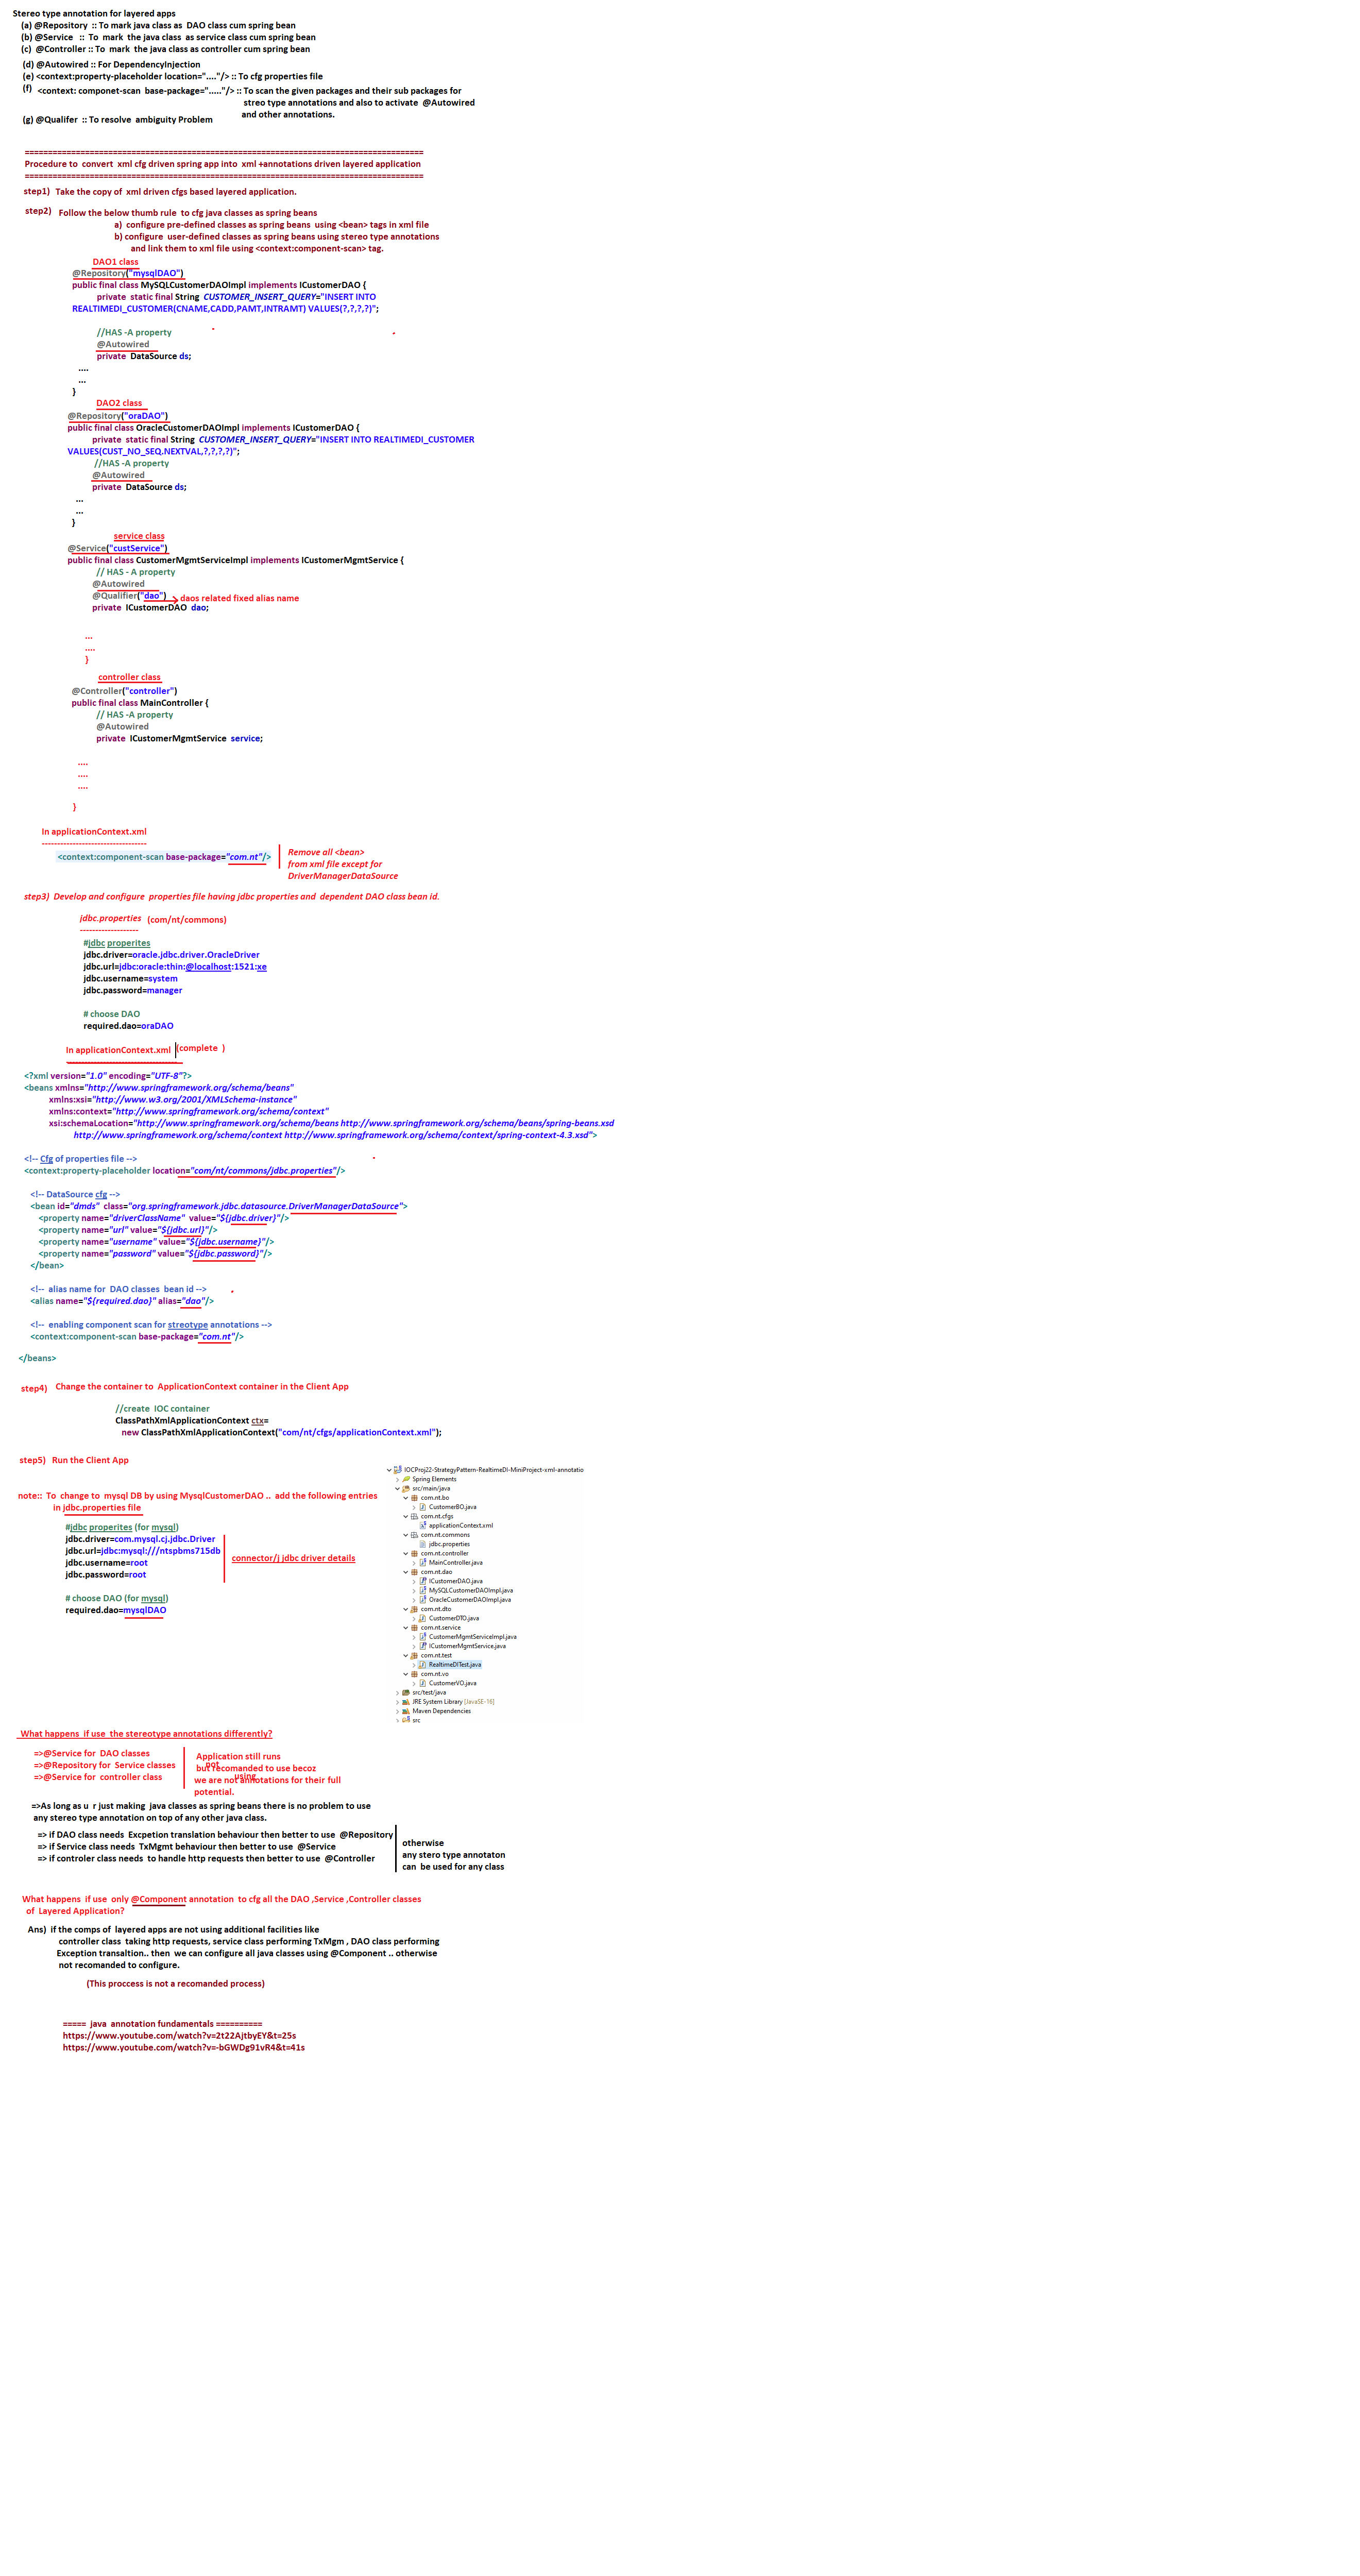 Stereo type annotation for layered apps
(a) @Repository :: To mark java class as DAO class cum spring bean
(b) @Service :: To mark the java class as service class cum spring bean
(c) @Controller :: To mark the java class as controller cum spring bean
(d) @Autowired :: For DependencyInjection
(e) <context:property-placeholder location="...."/> :: To cfg properties file
(f) <context: componet-scan base-package="....."/> :: To scan the given packages and their sub packages for
streo type annotations and also to activate @Autowired
and other annotations.
(g) @Qualifer :: To resolve ambiguity Problem
=====================================================================================
Procedure to convert xml cfg driven spring app into xml +annotations driven layered application
=====================================================================================
step1) Take the copy of xml driven cfgs based layered application.
step2) Follow the below thumb rule to cfg java classes as spring beans
a) configure pre-defined classes as spring beans using <bean> tags in xml file
b) configure user-defined classes as spring beans using stereo type annotations
and link them to xml file using <context:component-scan> tag.
DAO1 class
@Repository("mysqlDAO")
public final class MySQLCustomerDAOImpl implements ICustomerDAO {
private static final String CUSTOMER_INSERT_QUERY="INSERT INTO
REALTIMEDI_CUSTOMER(CNAME,CADD,PAMT,INTRAMT) VALUES(?,?,?,?)";
//HAS -A property
@Autowired
private DataSource ds;
....
...
}
DAO2 class
@Repository("oraDAO")
public final class OracleCustomerDAOImpl implements ICustomerDAO {
private static final String CUSTOMER_INSERT_QUERY="INSERT INTO REALTIMEDI_CUSTOMER
VALUES(CUST_NO_SEQ.NEXTVAL,?,?,?,?)";
//HAS -A property
@Autowired
private DataSource ds;
...
...
}
service class
@Service("custService")
public final class CustomerMgmtServiceImpl implements ICustomerMgmtService {
// HAS - A property
@Autowired
@Qualifier("dao") daos related fixed alias name
private ICustomerDAO dao;
...
....
}
controller class
@Controller("controller")
public final class MainController {
// HAS -A property
@Autowired
private ICustomerMgmtService service;
....
....
....
}
In applicationContext.xml
----------------------------------
<context:component-scan base-package="com.nt"/>
Remove all <bean>
from xml file except for
DriverManagerDataSource
step3) Develop and configure properties file having jdbc properties and dependent DAO class bean id.
jdbc.properties (com/nt/commons)
-------------------
#jdbc properites
jdbc.driver=oracle.jdbc.driver.OracleDriver
jdbc.url=jdbc:oracle:thin:@localhost:1521:xe
jdbc.username=system
jdbc.password=manager
# choose DAO
required.dao=oraDAO
In applicationContext.xml (complete )
------------------------------------
<?xml version="1.0" encoding="UTF-8"?>
<beans xmlns="http://www.springframework.org/schema/beans"
xmlns:xsi="http://www.w3.org/2001/XMLSchema-instance"
xmlns:context="http://www.springframework.org/schema/context"
xsi:schemaLocation="http://www.springframework.org/schema/beans http://www.springframework.org/schema/beans/spring-beans.xsd
http://www.springframework.org/schema/context http://www.springframework.org/schema/context/spring-context-4.3.xsd">
<!-- Cfg of properties file -->
<context:property-placeholder location="com/nt/commons/jdbc.properties"/>
<!-- DataSource cfg -->
<bean id="dmds" class="org.springframework.jdbc.datasource.DriverManagerDataSource">
<property name="driverClassName" value="${jdbc.driver}"/>
<property name="url" value="${jdbc.url}"/>
<property name="username" value="${jdbc.username}"/>
<property name="password" value="${jdbc.password}"/>
</bean>
<!-- alias name for DAO classes bean id -->
<alias name="${required.dao}" alias="dao"/>
<!-- enabling component scan for streotype annotations -->
<context:component-scan base-package="com.nt"/>
</beans>
step4) Change the container to ApplicationContext container in the Client App
//create IOC container
ClassPathXmlApplicationContext ctx=
new ClassPathXmlApplicationContext("com/nt/cfgs/applicationContext.xml");
step5) Run the Client App
note:: To change to mysql DB by using MysqlCustomerDAO .. add the following entries
in jdbc.properties file
#jdbc properites (for mysql)
jdbc.driver=com.mysql.cj.jdbc.Driver
jdbc.url=jdbc:mysql:///ntspbms715db
jdbc.username=root
jdbc.password=root
connector/j jdbc driver details
# choose DAO (for mysql)
required.dao=mysqlDAO
IOCProj22-StrategyPattern-RealtimeDI-MiniProject-xml-annotatio
Spring Elements
src/main/java
com.nt.bo
CustomerBO.java
com.nt.cfgs
applicationContext.xml
com.nt.commons
jdbc.properties
com.nt.controller
MainController.java
com.nt.dao
ICustomerDAO.java
MySQLCustomerDAOImpl.java
OracleCustomerDAOImpl.java
com.nt.dto
CustomerDTO.java
com.nt.service
CustomerMgmtServiceImpl.java
ICustomerMgmtService.java
com.nt.test
RealtimeDITest.java
com.nt.vo
CustomerVO.java
src/test/java
JRE System Library [JavaSE-16]
Maven Dependencies
src
What happens if use the stereotype annotations differently?
=>@Service for DAO classes
=>@Repository for Service classes
=>@Service for controller class
Application still runs
not
but recomanded to use becoz
using
we are not annotations for their full
potential.
=>As long as u r just making java classes as spring beans there is no problem to use
any stereo type annotation on top of any other java class.
=> if DAO class needs Excpetion translation behaviour then better to use @Repository
=> if Service class needs TxMgmt behaviour then better to use @Service
=> if controler class needs to handle http requests then better to use @Controller
otherwise
any stero type annotaton
can be used for any class
What happens if use only @Component annotation to cfg all the DAO ,Service ,Controller classes
of Layered Application?
Ans) if the comps of layered apps are not using additional facilities like
controller class taking http requests, service class performing TxMgm , DAO class performing
Exception transaltion.. then we can configure all java classes using @Component .. otherwise
not recomanded to configure.
(This proccess is not a recomanded process)
===== java annotation fundamentals ==========
https://www.youtube.com/watch?v=2t22AjtbyEY&t=25s
https://www.youtube.com/watch?v=-bGWDg91vR4&t=41s